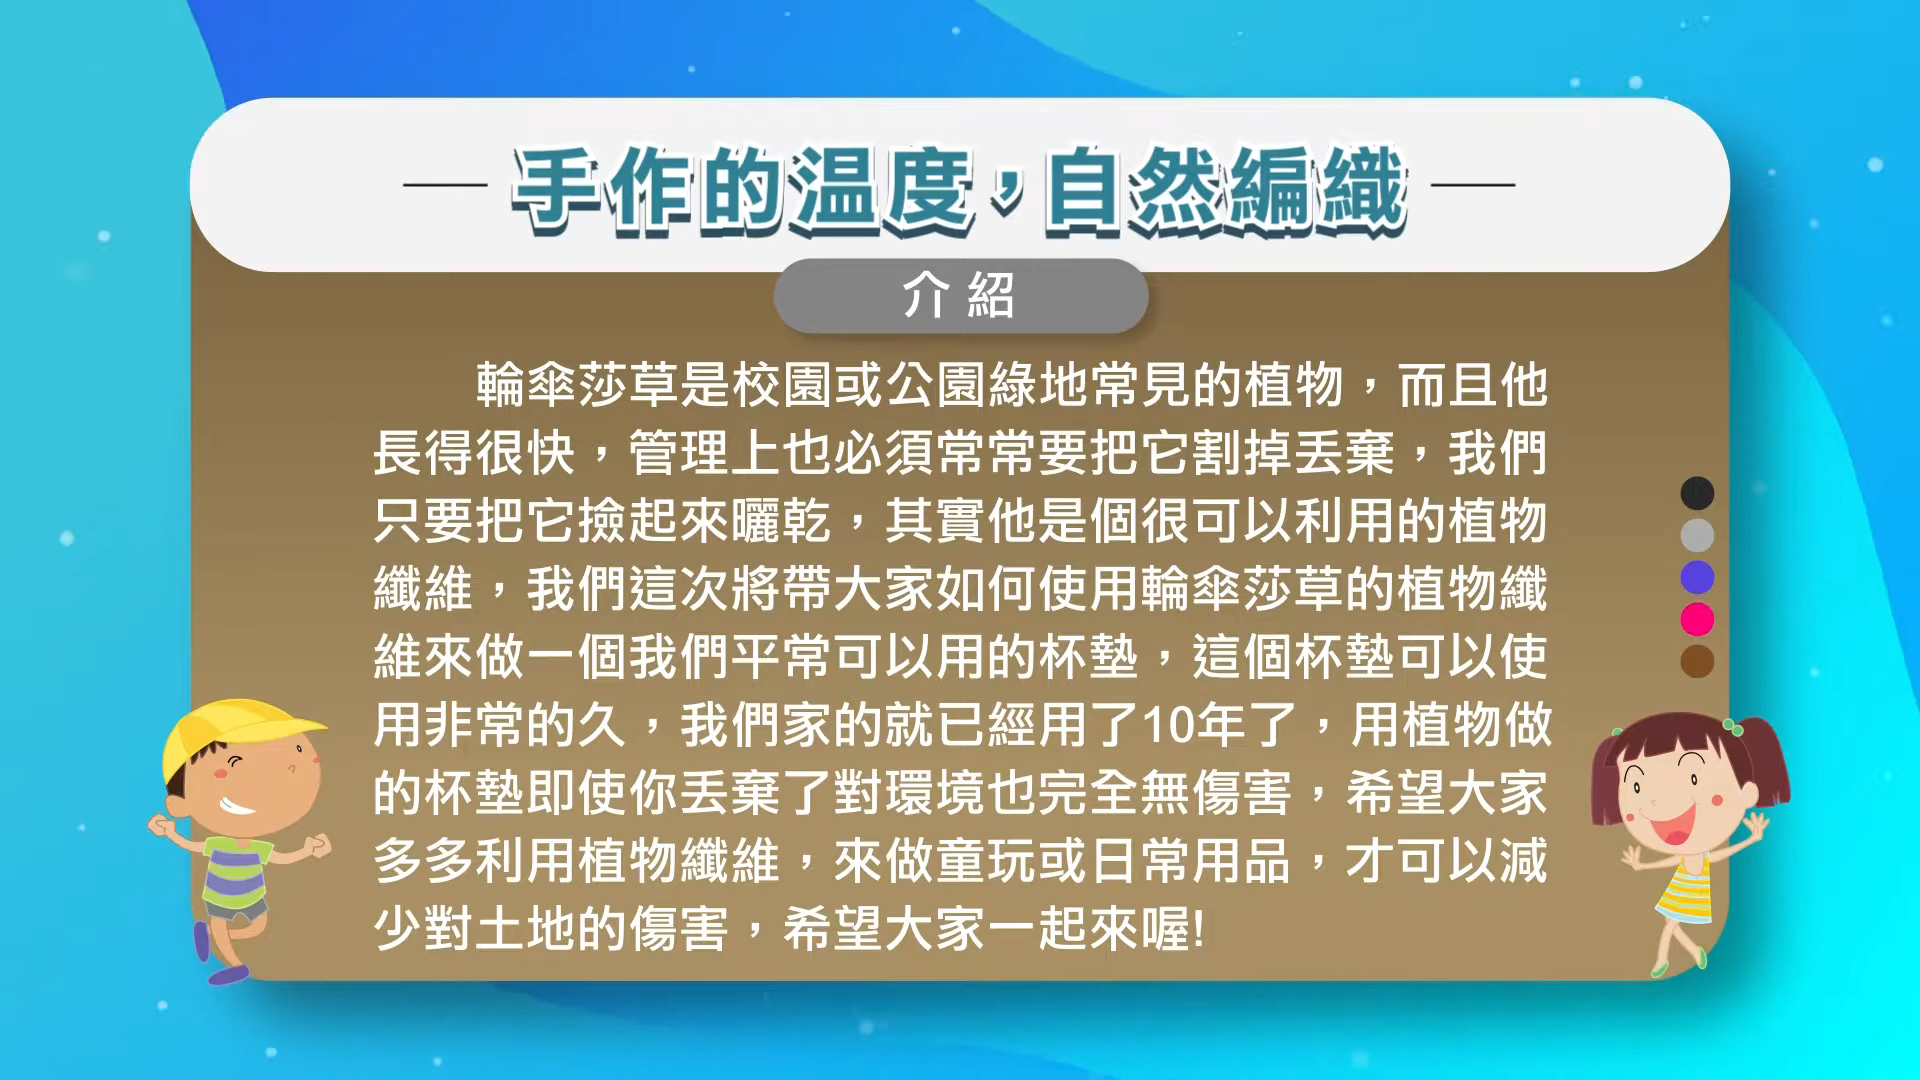 手作的温度，自然編織
介紹
輪傘莎草是校園或公園綠地常見的植物，而且他
長得很快，管理上也必須常常要把它割掉丟棄，我們
只要把它撿起來曬乾，其實他是個很可以利用的植物
纖維，我們這次將帶大家如何使用輪傘莎草的植物纖
維來做一個我們平常可以用的杯墊，這個杯墊可以使
用非常的久，我們家的就已經用了10年了，用植物做
的杯墊即使你丟棄了對環境也完全無傷害，希望大家
多多利用植物纖維，來做童玩或日常用品，才可以減
少對土地的傷害，希望大家一起來喔!